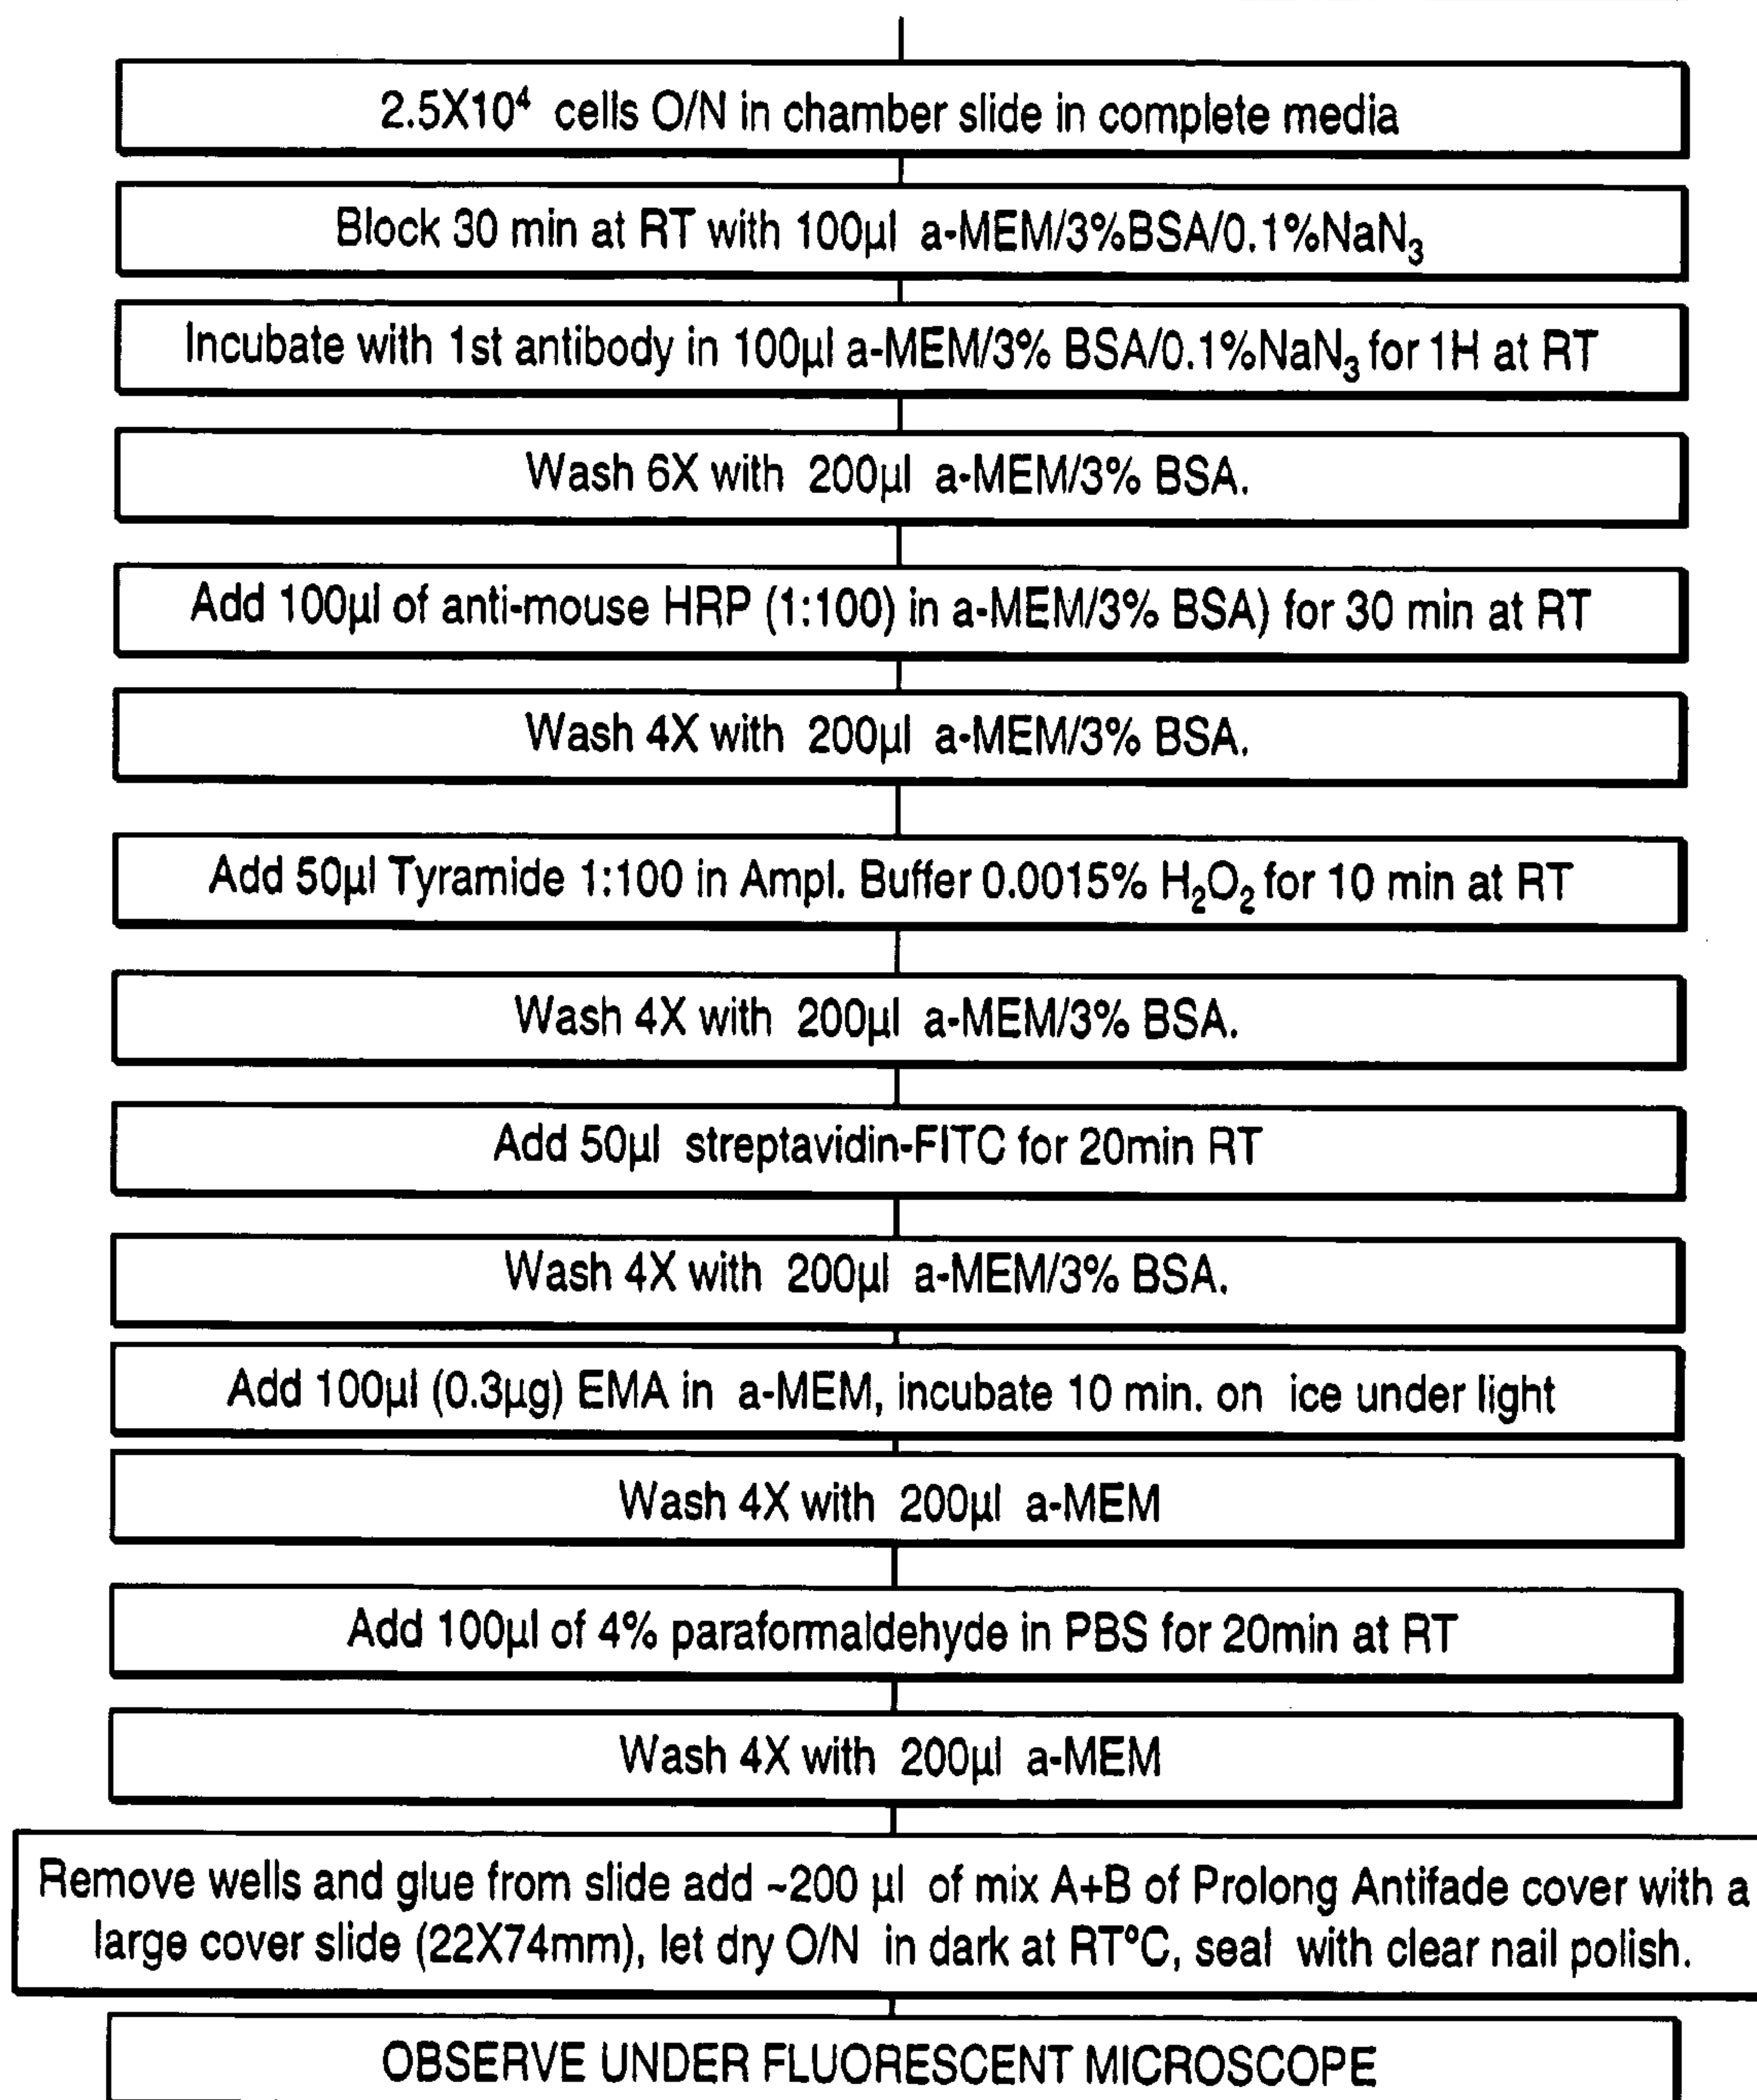 2.5X10⁴ cells O/N in chamber slide in complete media
Block 30 min at RT with 100µl a-MEM/3%BSA/0.1%NaN₃
Incubate with 1st antibody in 100µl a-MEM/3% BSA/0.1%NaN₃ for 1H at RT
Wash 6X with 200µl a-MEM/3% BSA.
Add 100µl of anti-mouse HRP (1:100) in a-MEM/3% BSA) for 30 min at RT
Wash 4X with 200µl a-MEM/3% BSA.
Add 50µl Tyramide 1:100 in Ampl. Buffer 0.0015% H₂O₂ for 10 min at RT
Wash 4X with 200µl a-MEM/3% BSA.
Add 50µl streptavidin-FITC for 20min RT
Wash 4X with 200µl a-MEM/3% BSA.
Add 100µl (0.3µg) EMA in a-MEM, incubate 10 min. on ice under light
Wash 4X with 200µl a-MEM
Add 100µl of 4% paraformaldehyde in PBS for 20min at RT
Wash 4X with 200µl a-MEM
Remove wells and glue from slide add ~200 µl of mix A+B of Prolong Antifade cover with a
large cover slide (22X74mm), let dry O/N in dark at RT°C, seal with clear nail polish.
OBSERVE UNDER FLUORESCENT MICROSCOPE